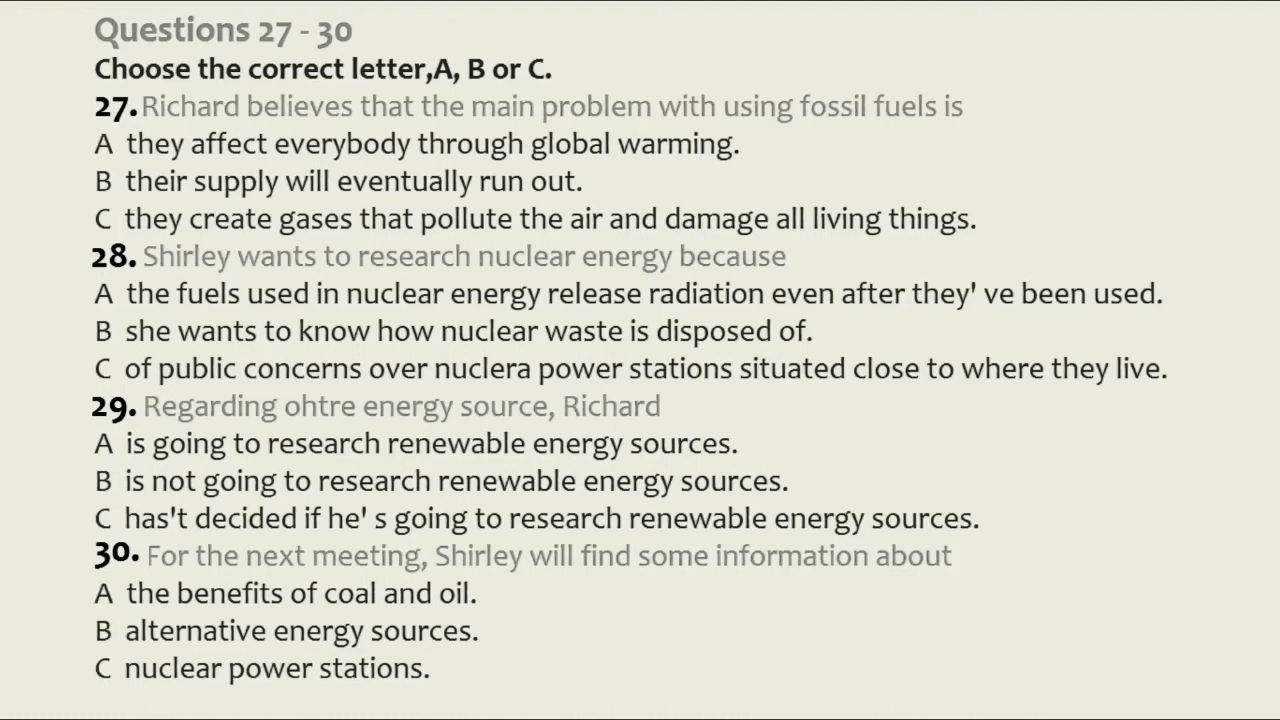 Questions 27 - 30
Choose the correct letter,A, B or C.
27. Richard believes that the main problem with using fossil fuels is
A they affect everybody through global warming.
B their supply will eventually run out.
C they create gases that pollute the air and damage all living things.
28. Shirley wants to research nuclear energy because
A the fuels used in nuclear energy release radiation even after they' ve been used.
B she wants to know how nuclear waste is disposed of.
C of public concerns over nuclera power stations situated close to where they live.
29. Regarding ohtre energy source, Richard
A is going to research renewable energy sources.
B is not going to research renewable energy sources.
C has't decided if he' s going to research renewable energy sources.
30. For the next meeting, Shirley will find some information about
A the benefits of coal and oil.
B alternative energy sources.
C nuclear power stations.